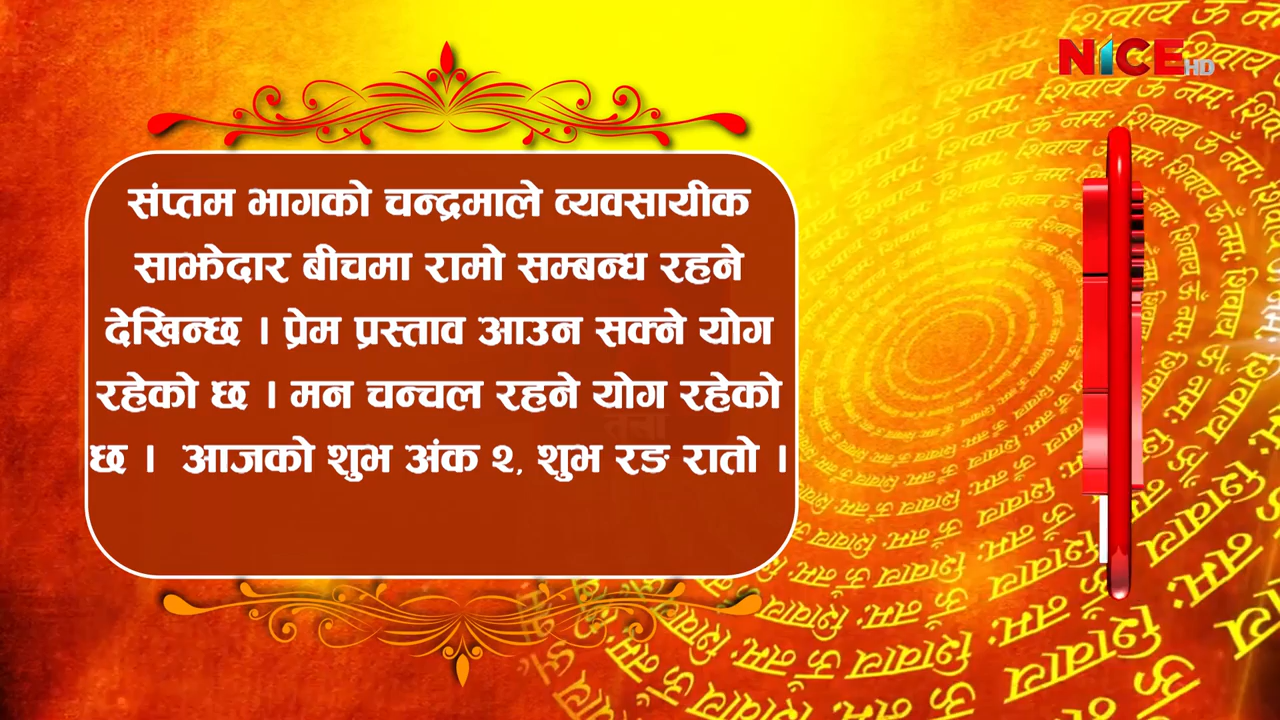 NICE HD
संप्तम भागको चन्द्रमाले व्यवसायीक
साझेदार बीचमा रामो सम्बन्ध रहने
देखिन्छ । प्रेम प्रस्ताव आउन सक्ने योग
रहेको छ । मन चन्चल रहने योग रहेको
छ ।  आजको शुभ अंक २, शुभ रङ रातो ।
ॐ नमः शिवाय